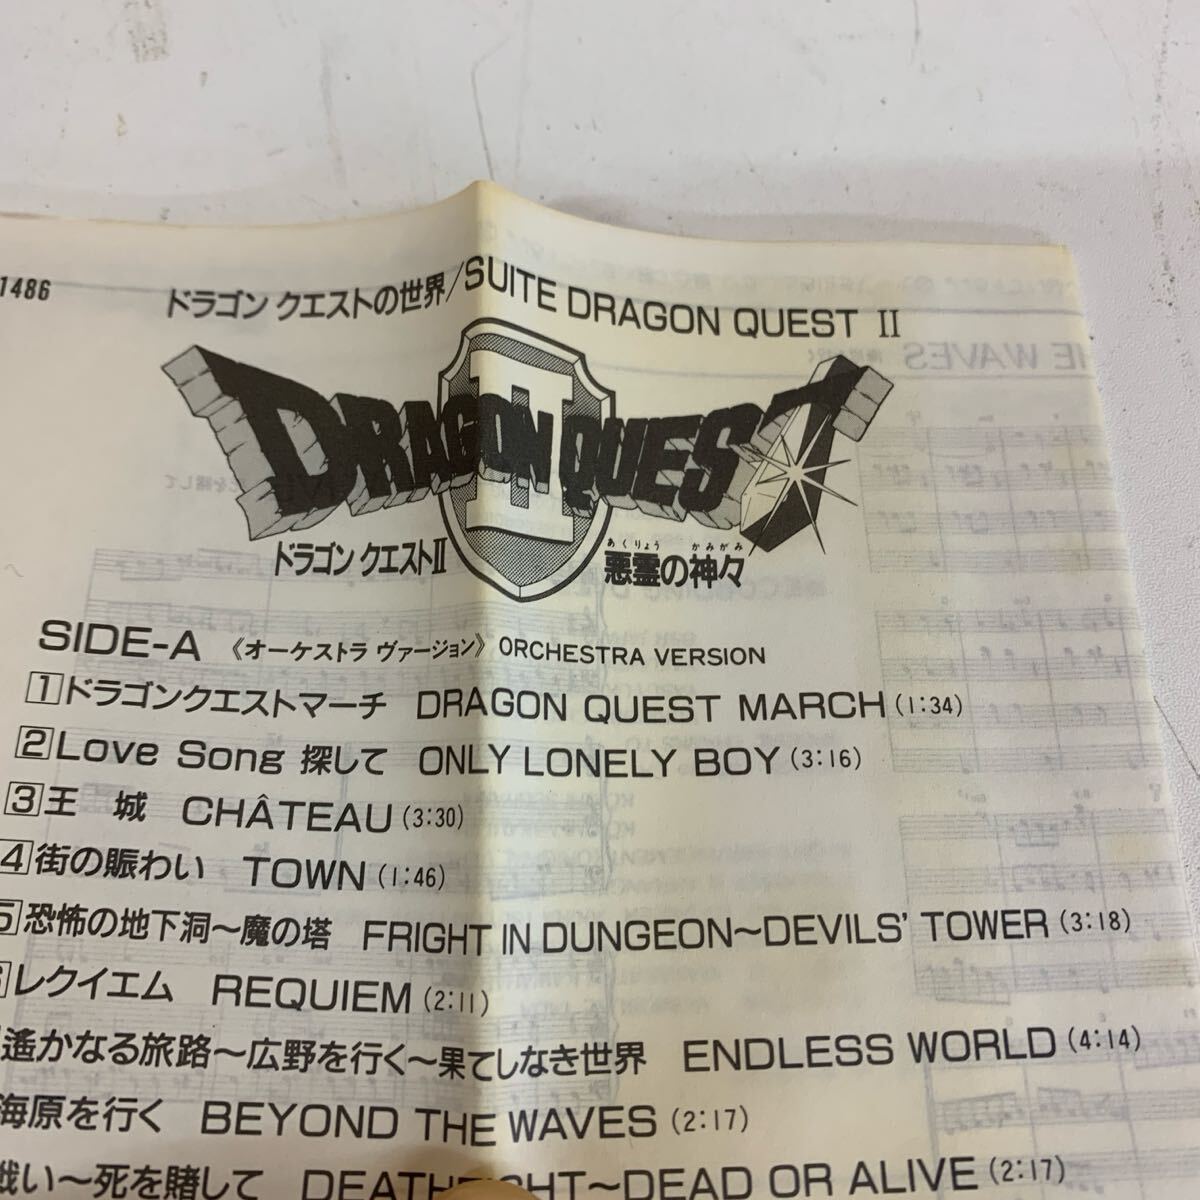 1486
ドラゴン クエストの世界/SUITE DRAGON QUEST II
DRAGON QUEST
II
ドラゴン クエストII
あくりょう かみがみ
悪霊の神々
SIDE-A 《オーケストラ ヴァージョン》 ORCHESTRA VERSION
1 ドラゴンクエストマーチ DRAGON QUEST MARCH (1:34)
2 Love Song 探して ONLY LONELY BOY (3:16)
3 王 城 CHÂTEAU (3:30)
4 街の賑わい TOWN (1:46)
5 恐怖の地下洞〜魔の塔 FRIGHT IN DUNGEON〜DEVILS' TOWER (3:18)
6 レクイエム REQUIEM (2:11)
遙かなる旅路〜広野を行く〜果てしなき世界 ENDLESS WORLD (4:14)
海原を行く BEYOND THE WAVES (2:17)
戦い〜死を賭して 〜DEAD OR ALIVE (2:17)